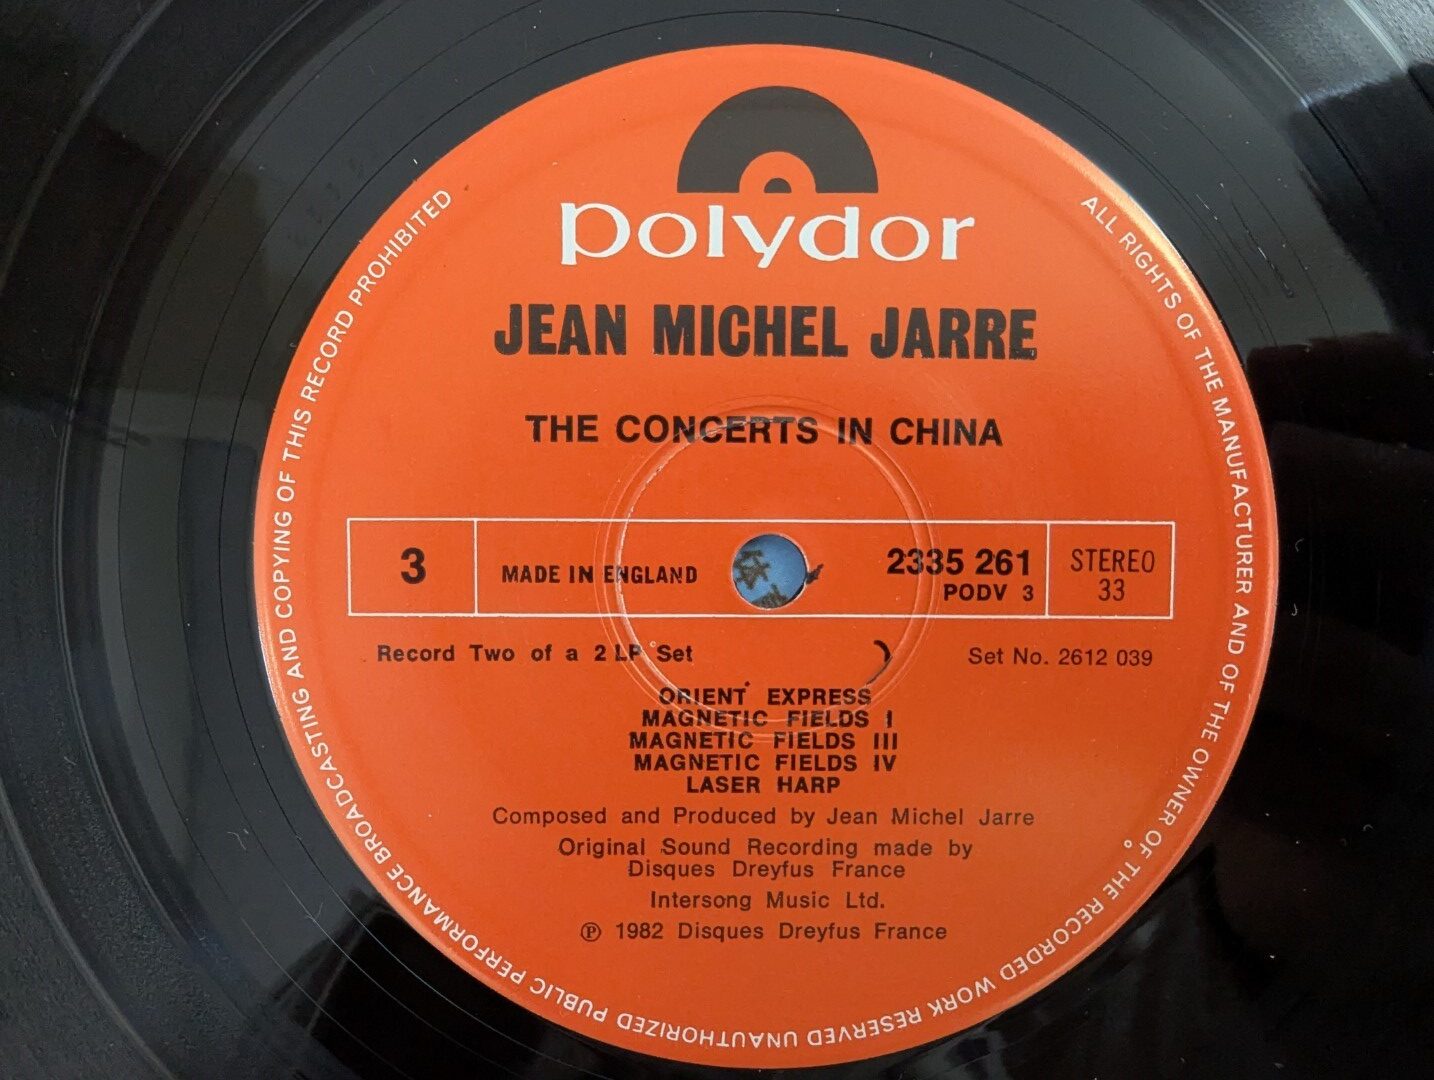 polydor
JEAN MICHEL JARRE
THE CONCERTS IN CHINA
3
MADE IN ENGLAND
2335 261
PODV 3
STEREO
33
Record Two of a 2 LP Set
Set No. 2612 039
ORIENT EXPRESS
MAGNETIC FIELDS I
MAGNETIC FIELDS III
MAGNETIC FIELDS IV
LASER HARP
Composed and Produced by Jean Michel Jarre
Original Sound Recording made by
Disques Dreyfus France
Intersong Music Ltd.
℗ 1982 Disques Dreyfus France
ALL RIGHTS OF THE MANUFACTURER AND OF THE OWNER OF THE RECORDED WORK RESERVED UNAUTHORIZED PUBLIC PERFORMANCE BROADCASTING AND COPYING OF THIS RECORD PROHIBITED